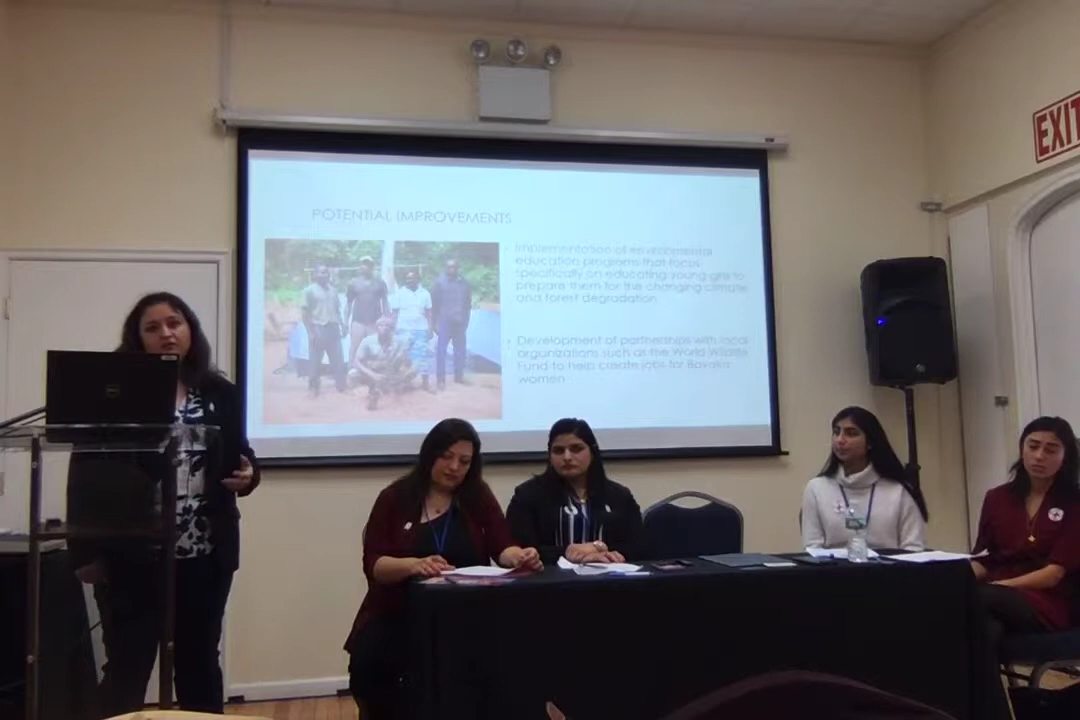 POTENTIAL IMPROVEMENTS
Implementation of environmental
education programs that focus
specifically on educating young girls to
prepare them for the changing climate
and forest degradation
Development of partnerships with local
organizations such as the World Wildlife
Fund to help create jobs for
women
EXIT
DELL